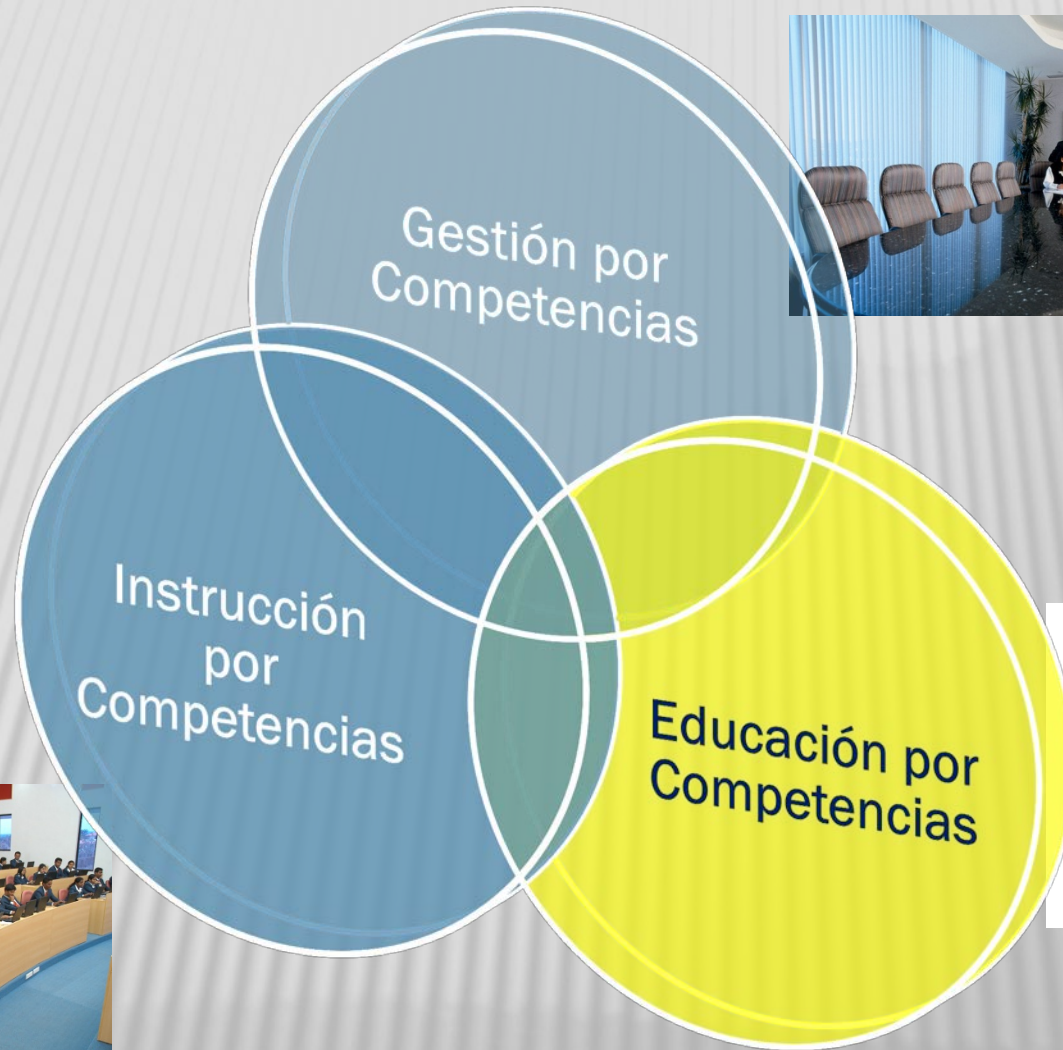 Gestión por
Competencias
Instrucción
por
Competencias
Educación por
Competencias